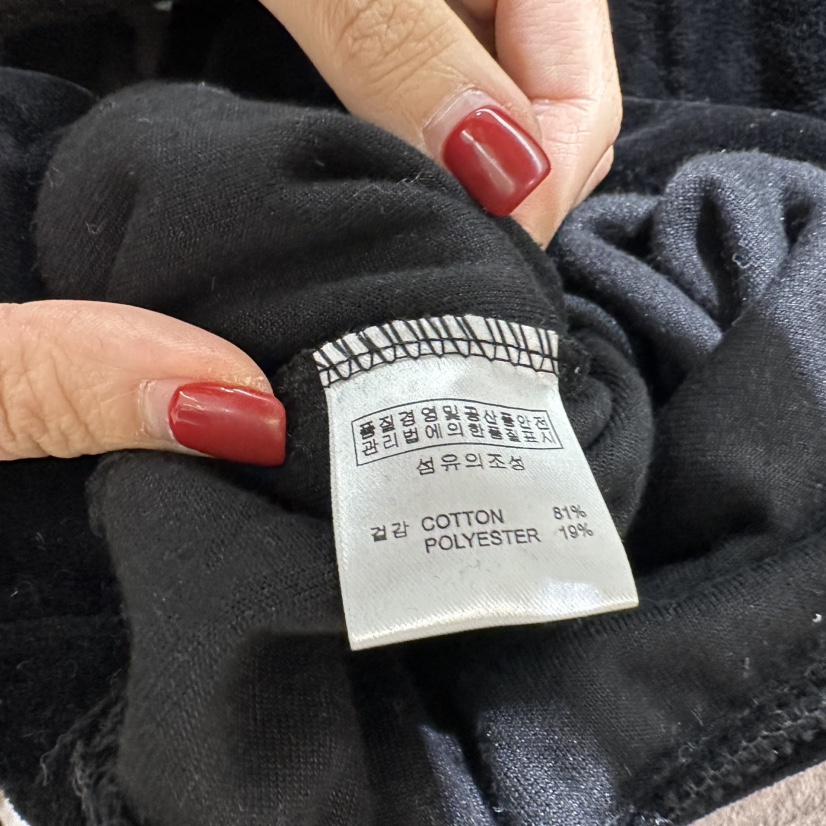 품질경영및공산품안전
관리법에의한품질표시
섬유의조성
겉감 COTTON 81%
POLYESTER 19%